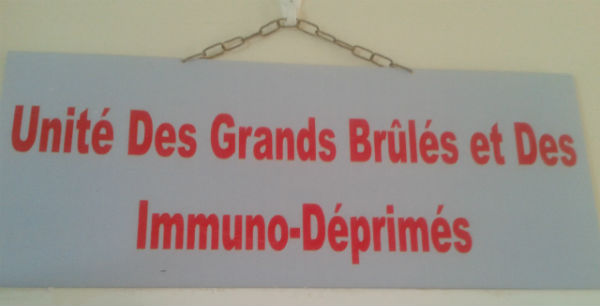 Unité Des Grands Brûlés et Des
Immuno-Déprimés